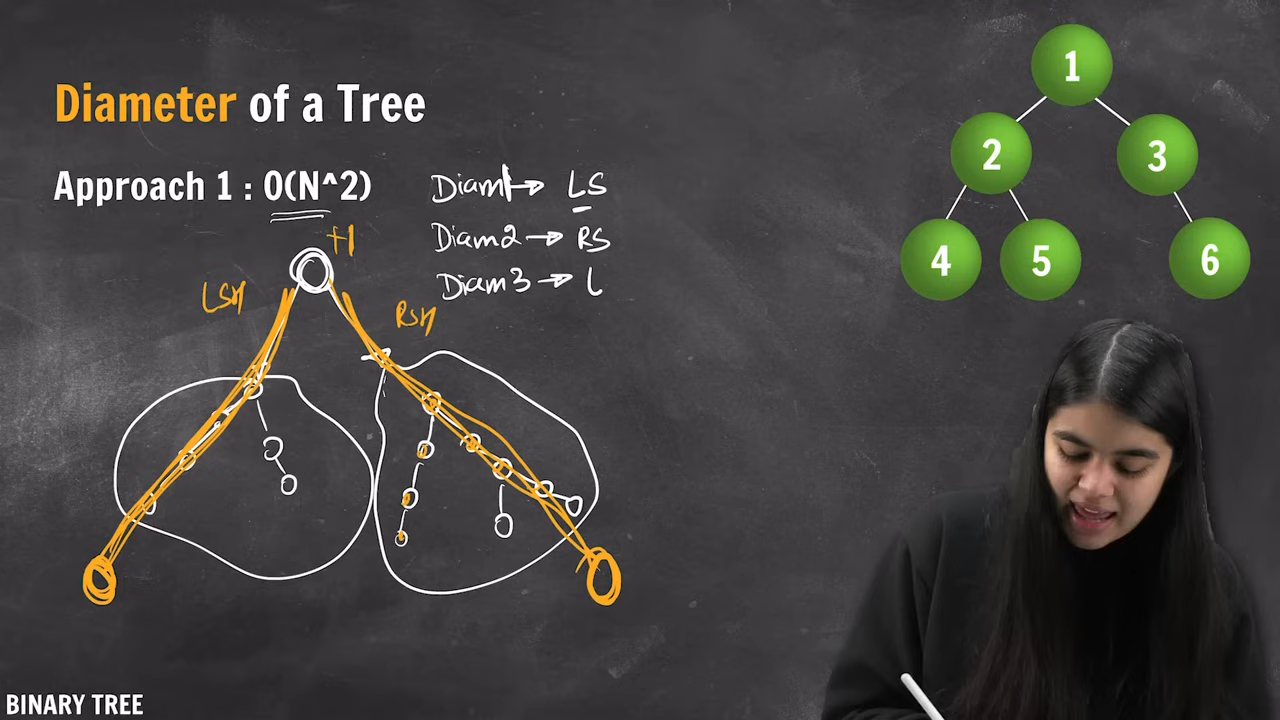 Diameter of a Tree
Approach 1 : O(N^2)
Diam1 → LS
Diam2 → RS
Diam3 → L
+1
LSH
RSH
1
2
3
4
5
6
BINARY TREE